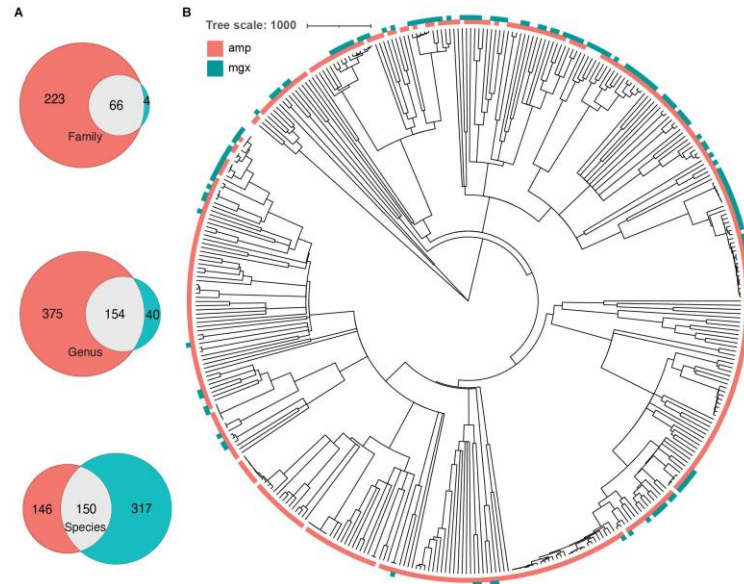 A
223
66
4
Family
375
154
40
Genus
146
150
317
Species
B
Tree scale: 1000
amp
mgx